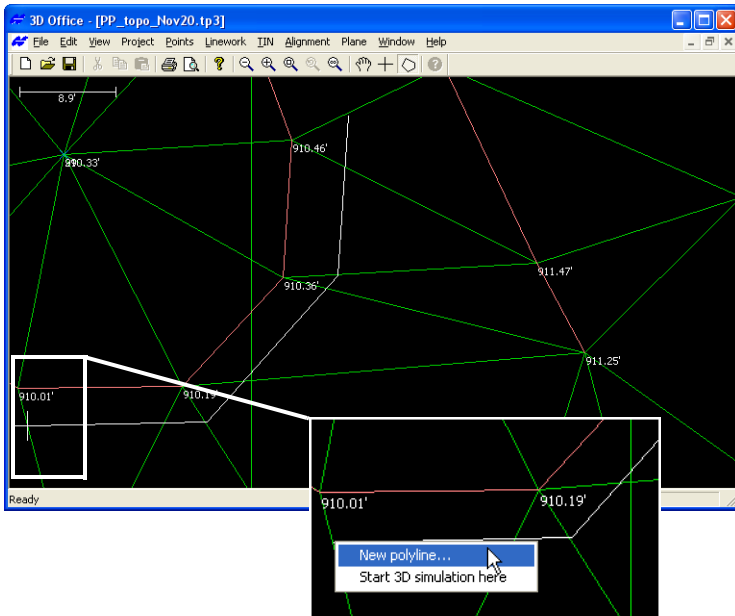 3D Office - [PP_topo_Nov20.tp3]
File Edit View Project Points Linework TIN Alignment Plane Window Help
8.9'
910.46'
910.33'
910.36'
911.47'
911.25'
910.01'
910.19'
Ready
910.01'
910.19'
New polyline...
Start 3D simulation here